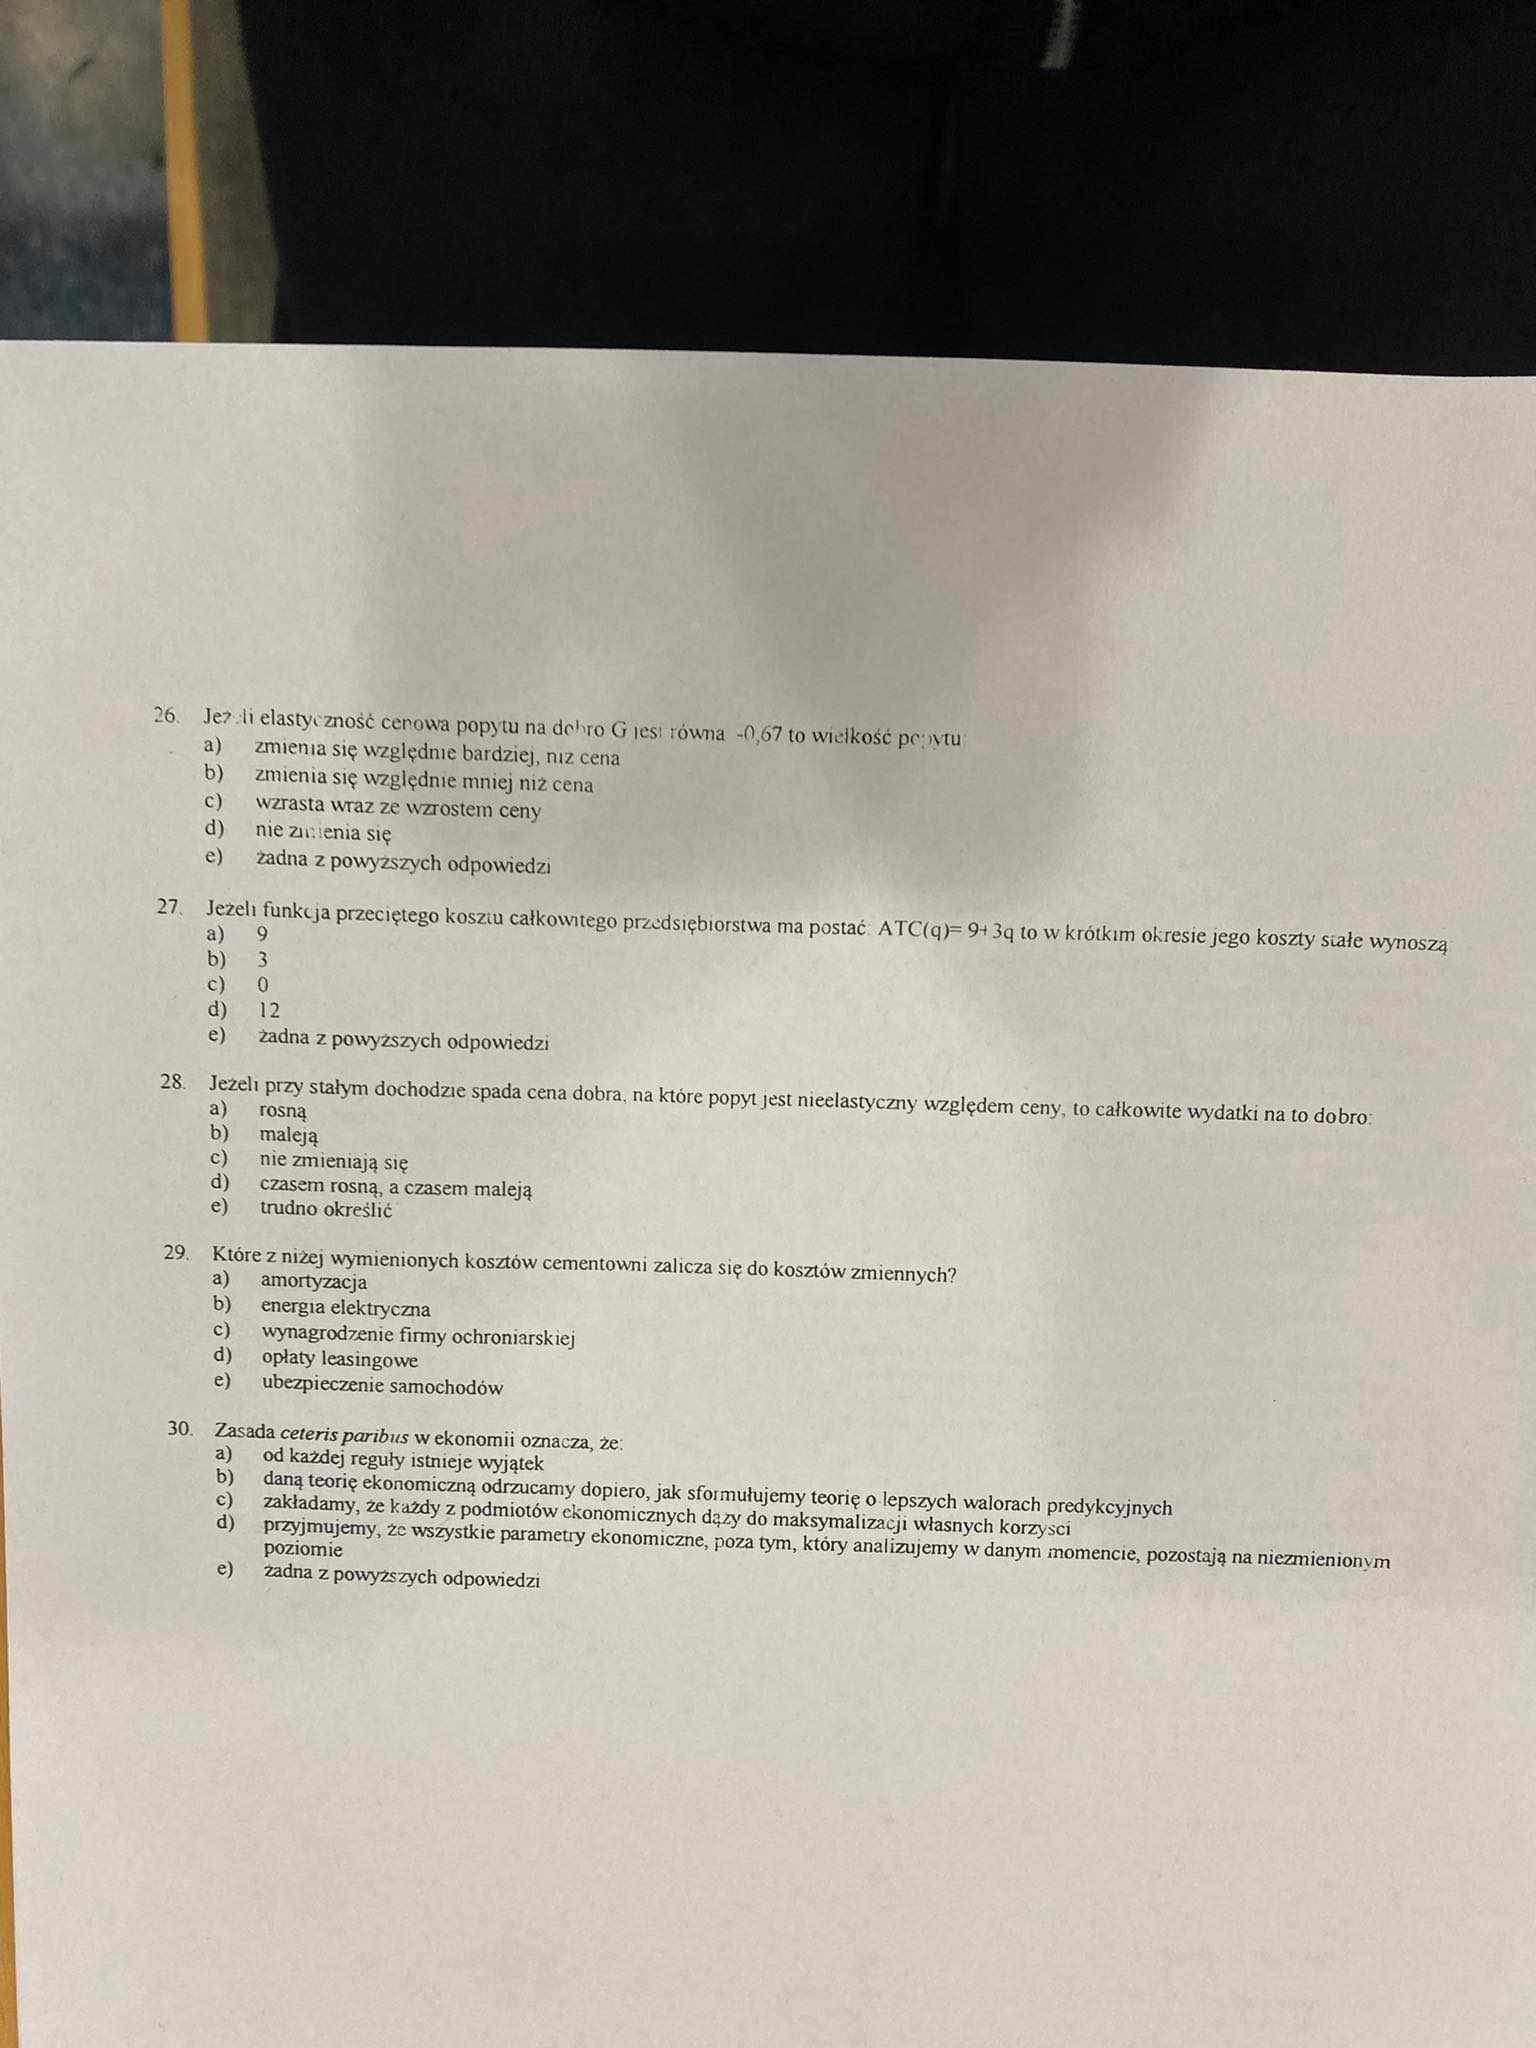 26. Jeżeli elastyczność cenowa popytu na dobro G jest równa -0,67 to wielkość popytu
a) zmienia się względnie bardziej, niż cena
b) zmienia się względnie mniej niż cena
c) wzrasta wraz ze wzrostem ceny
d) nie zmienia się
e) żadna z powyższych odpowiedzi
27. Jeżeli funkcja przeciętego kosztu całkowitego przedsiębiorstwa ma postać: ATC(q)= 9+3q to w krótkim okresie jego koszty stałe wynoszą
a) 9
b) 3
c) 0
d) 12
e) żadna z powyższych odpowiedzi
28. Jeżeli przy stałym dochodzie spada cena dobra, na które popyt jest nieelastyczny względem ceny, to całkowite wydatki na to dobro:
a) rosną
b) maleją
c) nie zmieniają się
d) czasem rosną, a czasem maleją
e) trudno określić
29. Które z niżej wymienionych kosztów cementowni zalicza się do kosztów zmiennych?
a) amortyzacja
b) energia elektryczna
c) wynagrodzenie firmy ochroniarskiej
d) opłaty leasingowe
e) ubezpieczenie samochodów
30. Zasada ceteris paribus w ekonomii oznacza, że:
a) od każdej reguły istnieje wyjątek
b) daną teorię ekonomiczną odrzucamy dopiero, jak sformułujemy teorię o lepszych walorach predykcyjnych
c) zakładamy, że każdy z podmiotów ekonomicznych dąży do maksymalizacji własnych korzyści
d) przyjmujemy, że wszystkie parametry ekonomiczne, poza tym, który analizujemy w danym momencie, pozostają na niezmienionym
poziomie
e) żadna z powyższych odpowiedzi